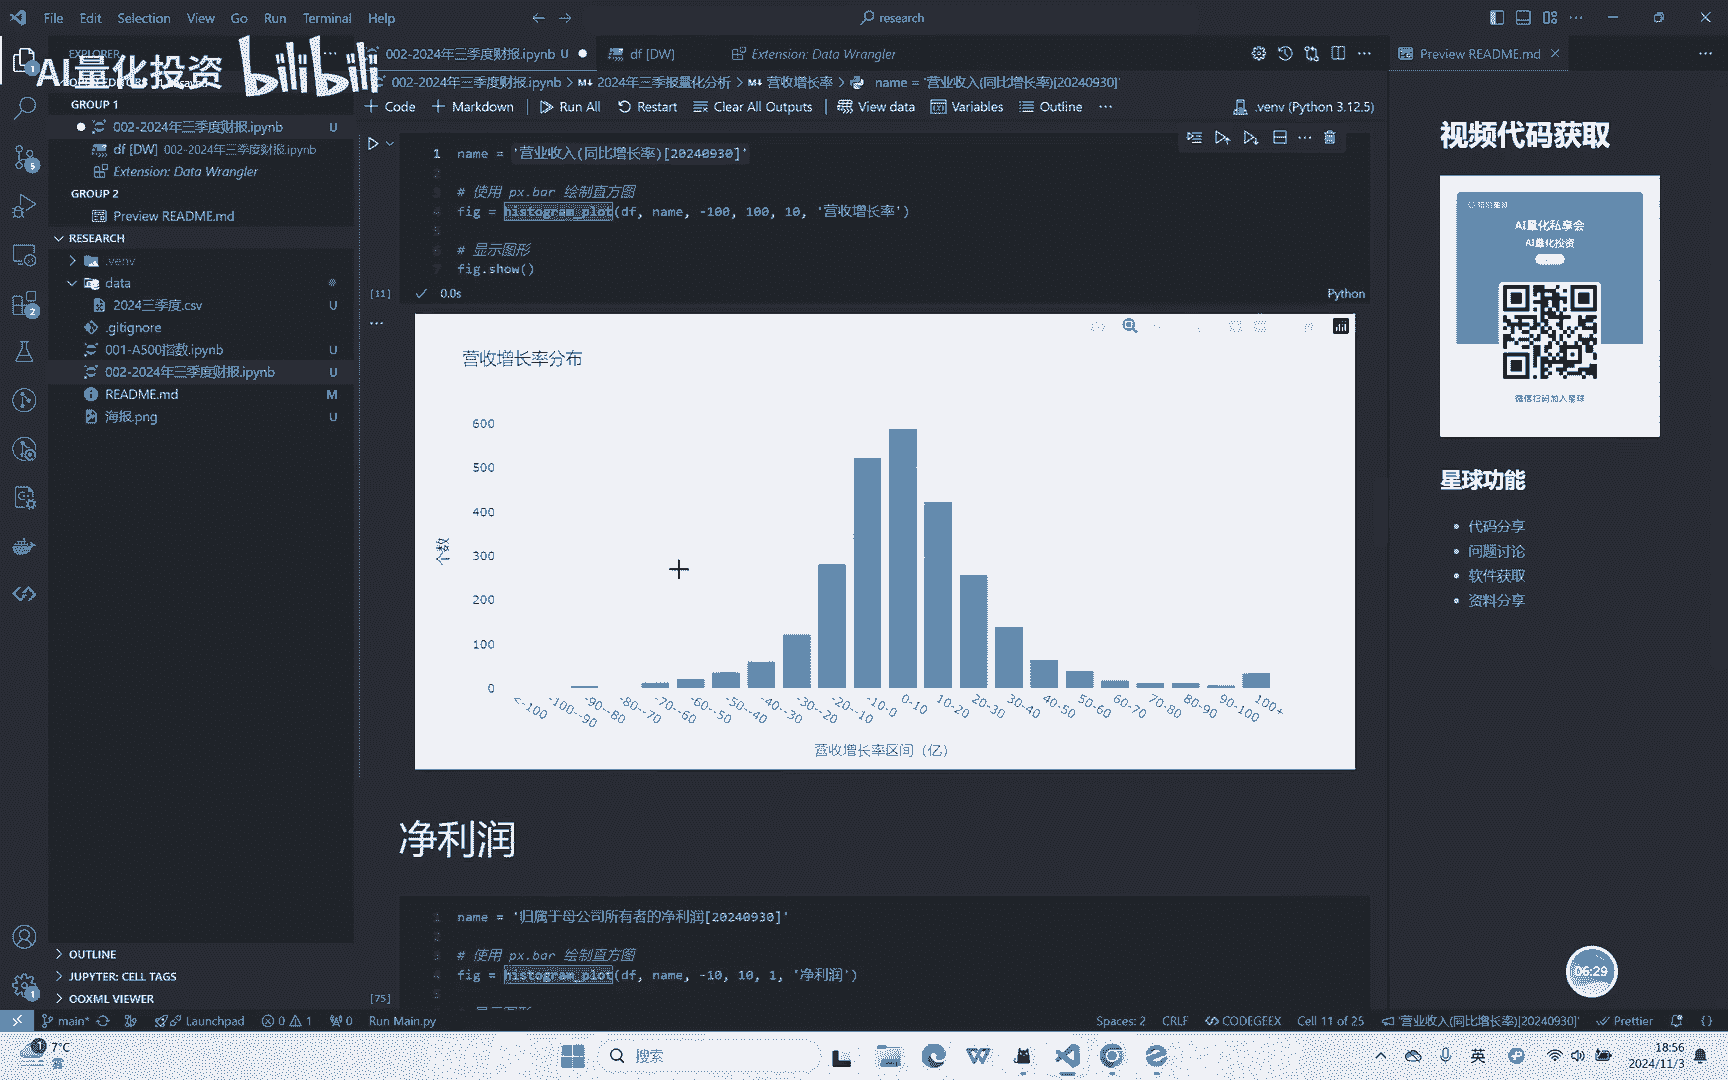 File Edit Selection View Go Run Terminal Help
research
EXPLORER
AI量化投资 bilibili
GROUP 1
002-2024年三季度财报.ipynb U
df [DW] 002-2024年三季度财报.ipynb
Extension: Data Wrangler
GROUP 2
Preview README.md
RESEARCH
.venv
data
2024三季度.csv U
.gitignore
001-A500指数.ipynb U
002-2024年三季度财报.ipynb U
README.md M
海报.png U
OUTLINE
JUPYTER: CELL TAGS
OOXML VIEWER
002-2024年三季度财报.ipynb U
df [DW]
Extension: Data Wrangler
002-2024年三季度财报.ipynb > 2024年三季报量化分析 > 营收增长率 > name = '营业收入(同比增长率)[20240930]'
Code Markdown Run All Restart Clear All Outputs View data Variables Outline ... .venv (Python 3.12.5)
1 name = '营业收入(同比增长率)[20240930]'
2
3 # 使用 px.bar 绘制直方图
4 fig = histogram_plot(df, name, -100, 100, 10, '营收增长率')
5
6 # 显示图形
7 fig.show()
[11] 0.0s Python
营收增长率分布
600
500
400
300
200
100
0
个数
<-100 -100--90 -90--80 -80--70 -70--60 -60--50 -50--40 -40--30 -30--20 -20--10 -10-0 0-10 10-20 20-30 30-40 40-50 50-60 60-70 70-80 80-90 90-100 100+
营收增长率区间（亿）
净利润
1 name = '归属于母公司所有者的净利润[20240930]'
2
3 # 使用 px.bar 绘制直方图
4 fig = histogram_plot(df, name, -10, 10, 1, '净利润')
5
[75]
Preview README.md
视频代码获取
AI量化私享会
AI量化投资
微信扫码加入星球
星球功能
代码分享
问题讨论
软件获取
资料分享
06:29
main* Launchpad 0 1 0 Run Main.py
Spaces: 2 CRLF CODEGEEX Cell 11 of 25 '营业收入(同比增长率)[20240930]' Prettier
7°C
搜索
英
18:56
2024/11/3